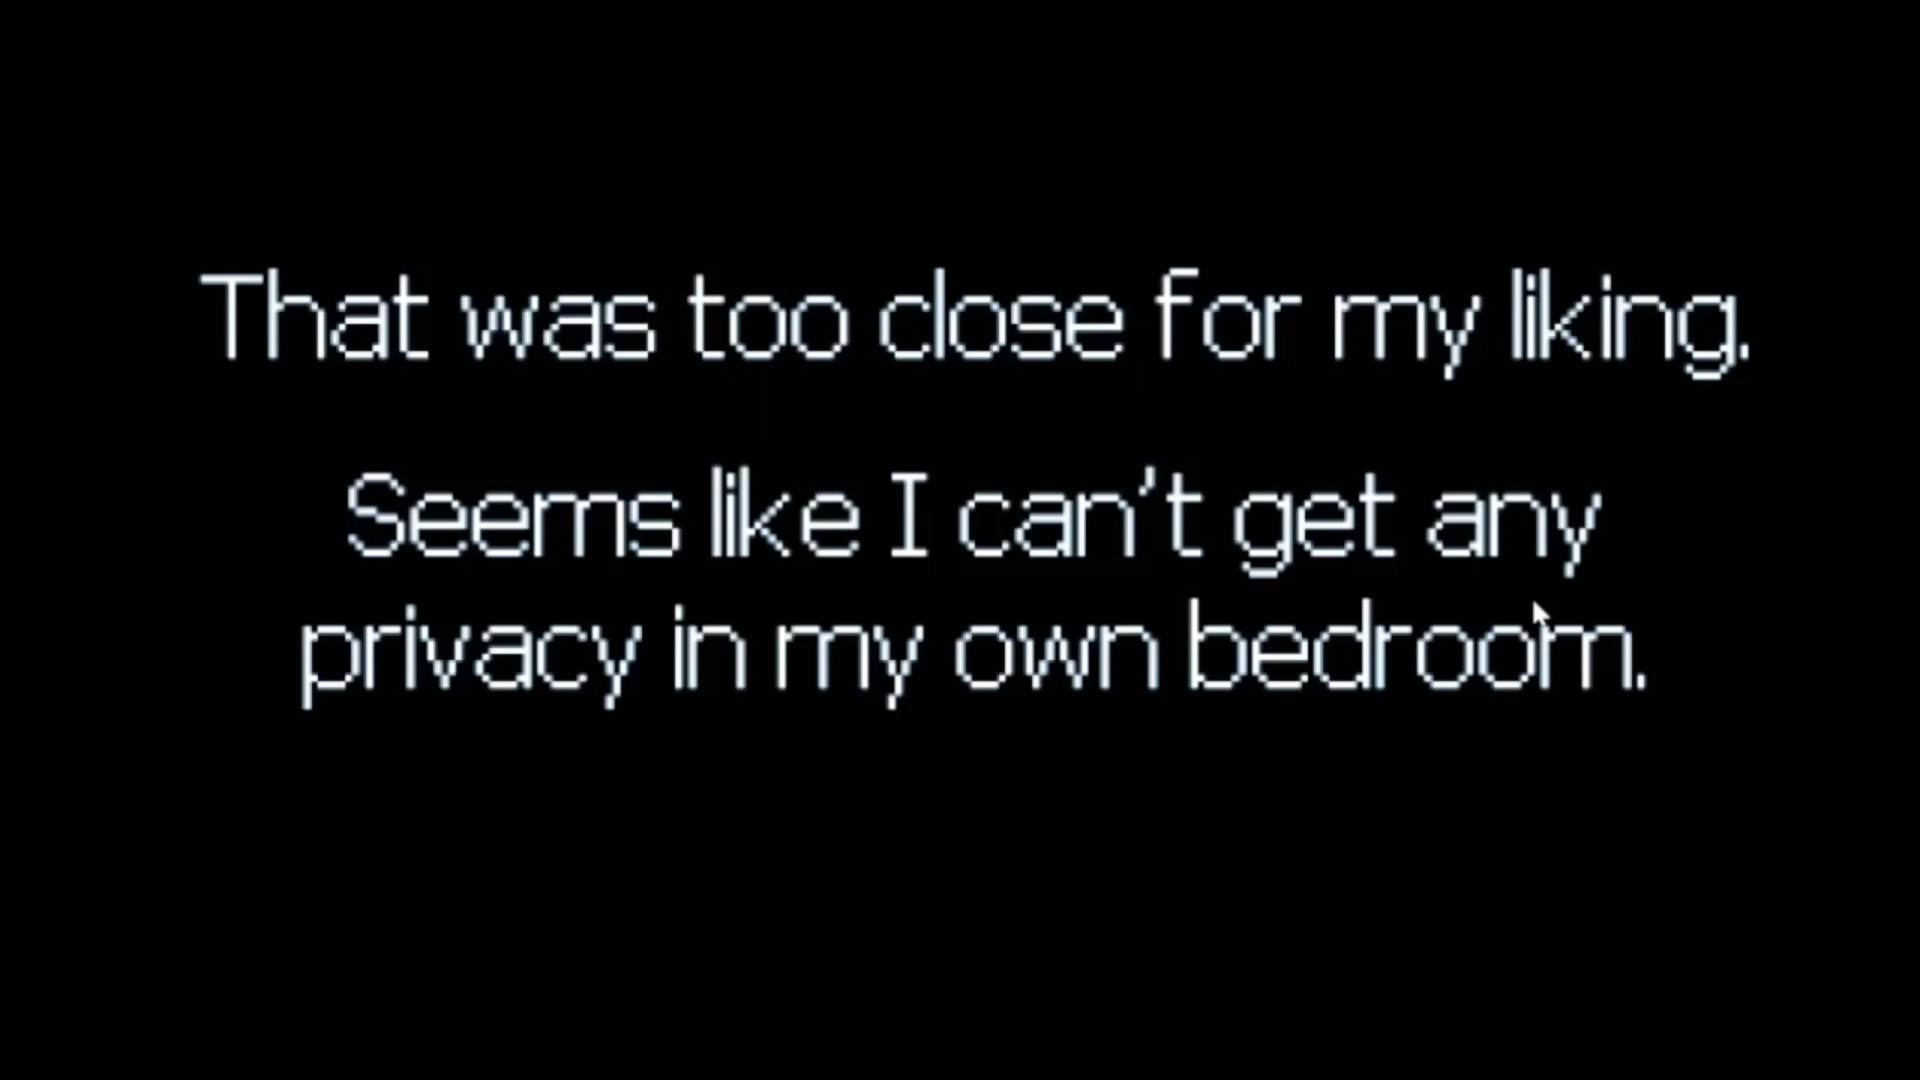 That was too close for my liking.
Seems like I can't get any
privacy in my own bedroom.